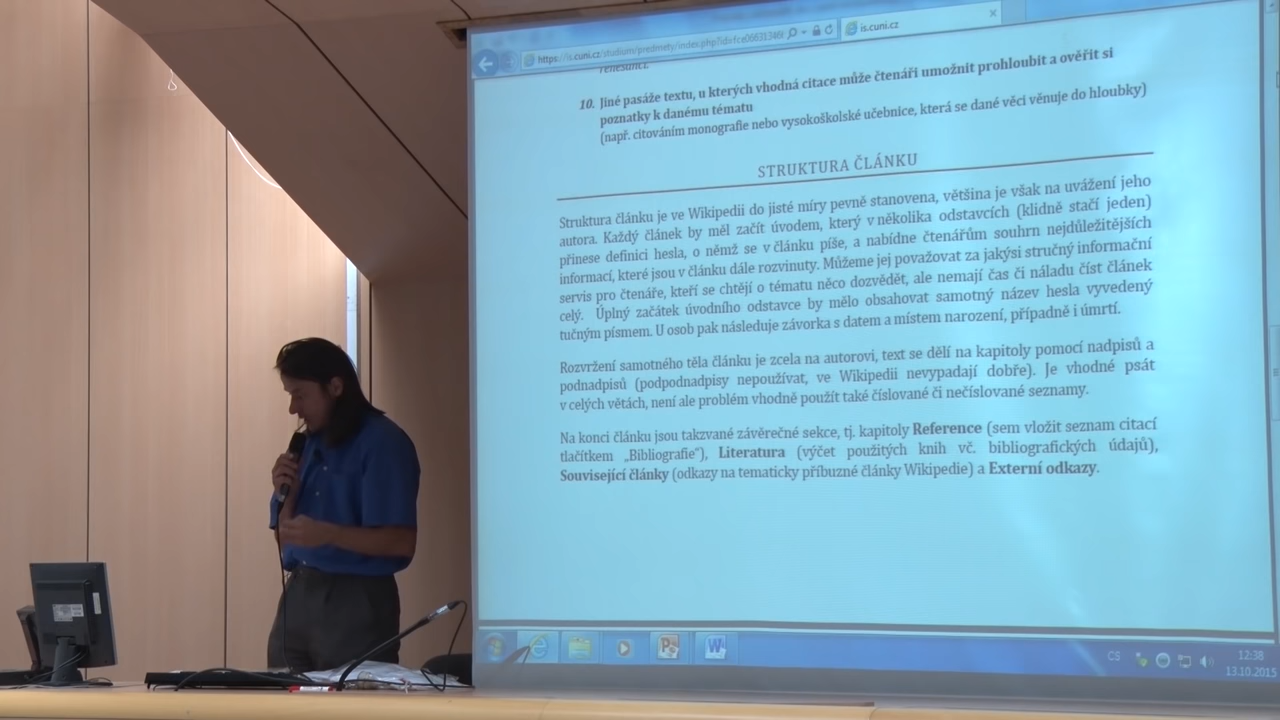 https://is.cuni.cz/studium/predmety/index.php?
is.cuni.cz
renesanci.
10. Jiné pasáže textu, u kterých vhodná citace může čtenáři umožnit prohloubit a ověřit si
poznatky k danému tématu
(např. citováním monografie nebo vysokoškolské učebnice, která se dané věci věnuje do hloubky)
STRUKTURA ČLÁNKU
Struktura článku je ve Wikipedii do jisté míry pevně stanovena, většina je však na uvážení jeho
autora. Každý článek by měl začít úvodem, který v několika odstavcích (klidně stačí jeden)
přinese definici hesla, o němž se v článku píše, a nabídne čtenářům souhrn nejdůležitějších
informací, které jsou v článku dále rozvinuty. Můžeme jej považovat za jakýsi stručný informační
servis pro čtenáře, kteří se chtějí o tématu něco dozvědět, ale nemají čas či náladu číst článek
celý. Úplný začátek úvodního odstavce by mělo obsahovat samotný název hesla vyvedený
tučným písmem. U osob pak následuje závorka s datem a místem narození, případně i úmrtí.
Rozvržení samotného těla článku je zcela na autorovi, text se dělí na kapitoly pomocí nadpisů a
podnadpisů (podpodnadpisy nepoužívat, ve Wikipedii nevypadají dobře). Je vhodné psát
v celých větách, není ale problém vhodně použít také číslované či nečíslované seznamy.
Na konci článku jsou takzvané závěrečné sekce, tj. kapitoly Reference (sem vložit seznam citací
tlačítkem „Bibliografie“), Literatura (výčet použitých knih vč. bibliografických údajů),
Související články (odkazy na tematicky příbuzné články Wikipedie) a Externí odkazy.
CS
12:38
13.10.2015